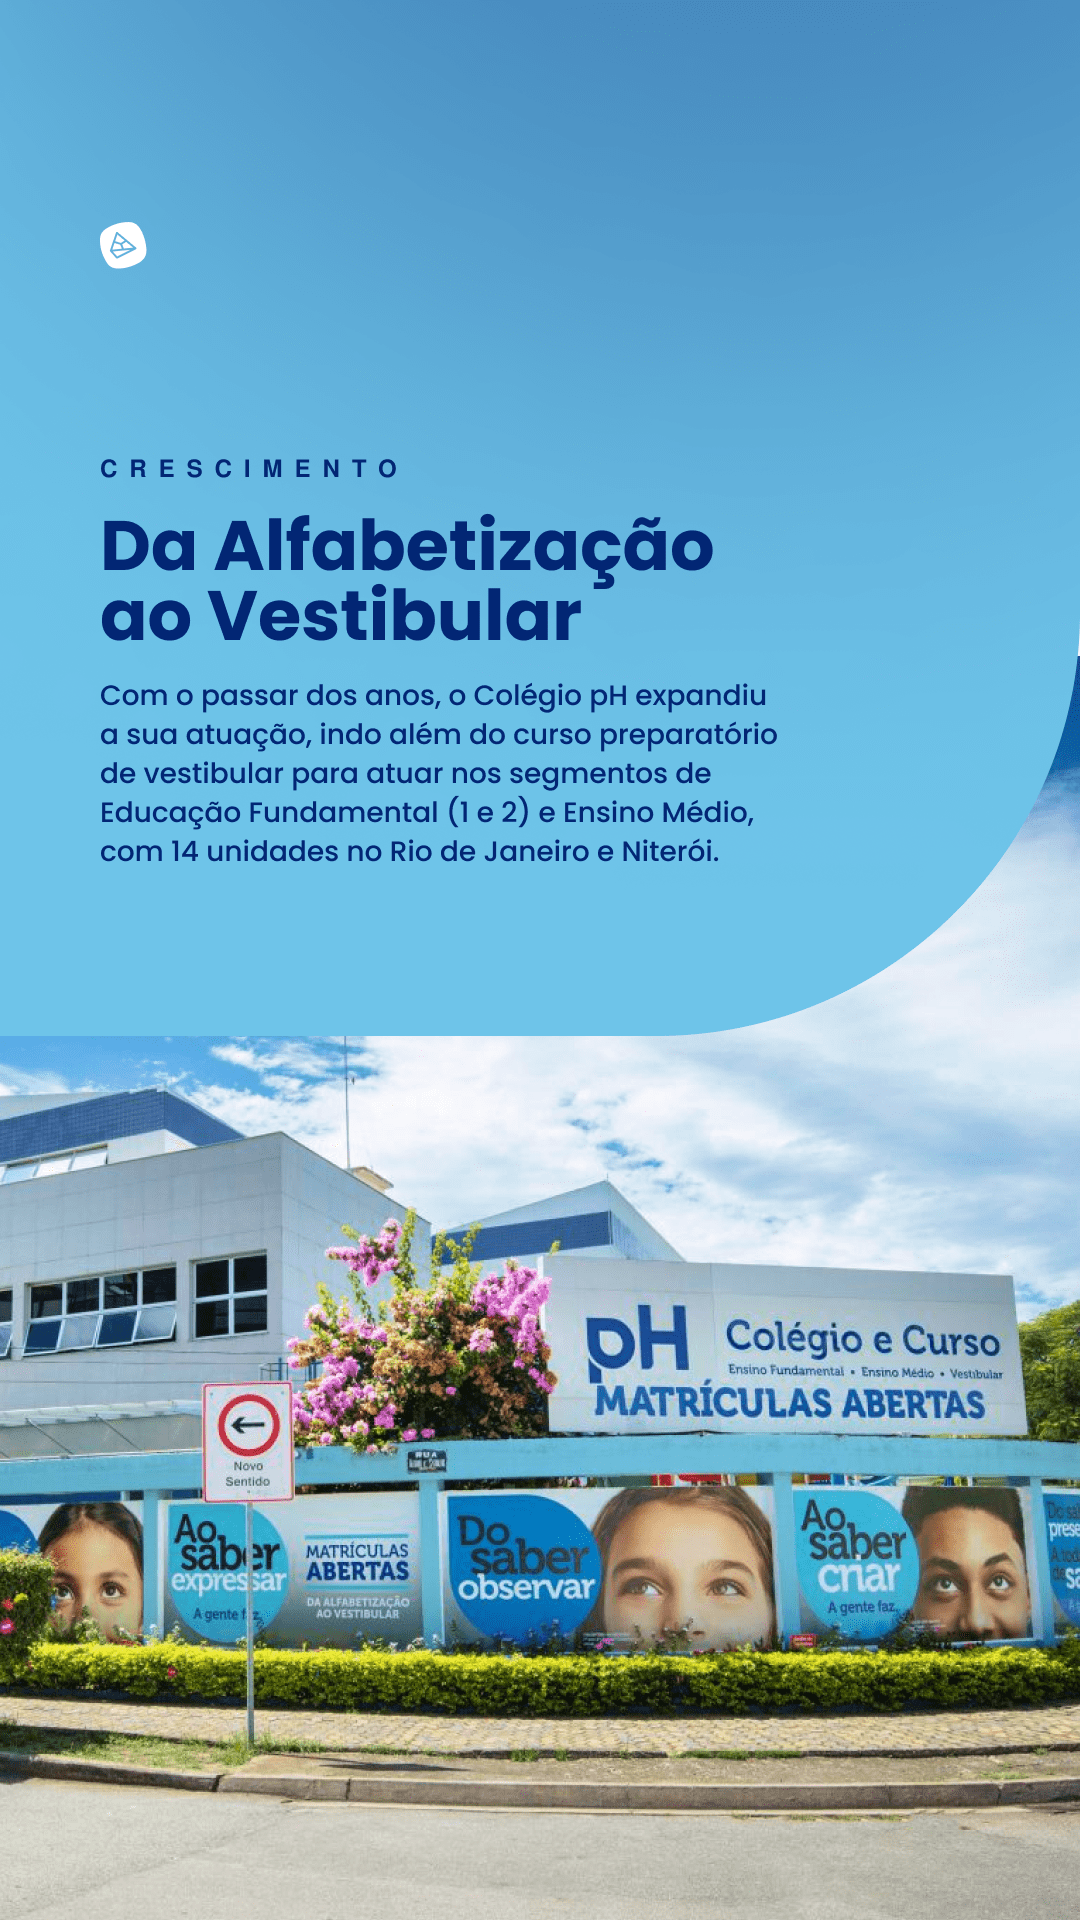 CRESCIMENTO
Da Alfabetização
ao Vestibular
Com o passar dos anos, o Colégio pH expandiu
a sua atuação, indo além do curso preparatório
de vestibular para atuar nos segmentos de
Educação Fundamental (1 e 2) e Ensino Médio,
com 14 unidades no Rio de Janeiro e Niterói.
pH Colégio e Curso
Ensino Fundamental • Ensino Médio • Vestibular
MATRÍCULAS ABERTAS
Novo
Sentido
RUA
Ao
saber
expressar
A gente faz.
MATRÍCULAS
ABERTAS
DA ALFABETIZAÇÃO
AO VESTIBULAR
Do
saber
observar
Ao
saber
criar
A gente faz.